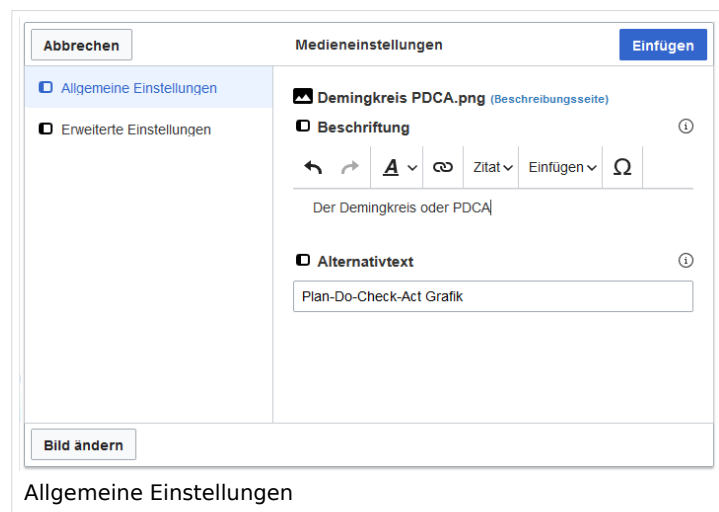 Abbrechen Medieneinstellungen Einfügen
Allgemeine Einstellungen
Erweiterte Einstellungen
Demingkreis PDCA.png (Beschreibungsseite)
Beschriftung
A Zitat Einfügen Ω
Der Demingkreis oder PDCA
Alternativtext
Plan-Do-Check-Act Grafik
Bild ändern
Allgemeine Einstellungen